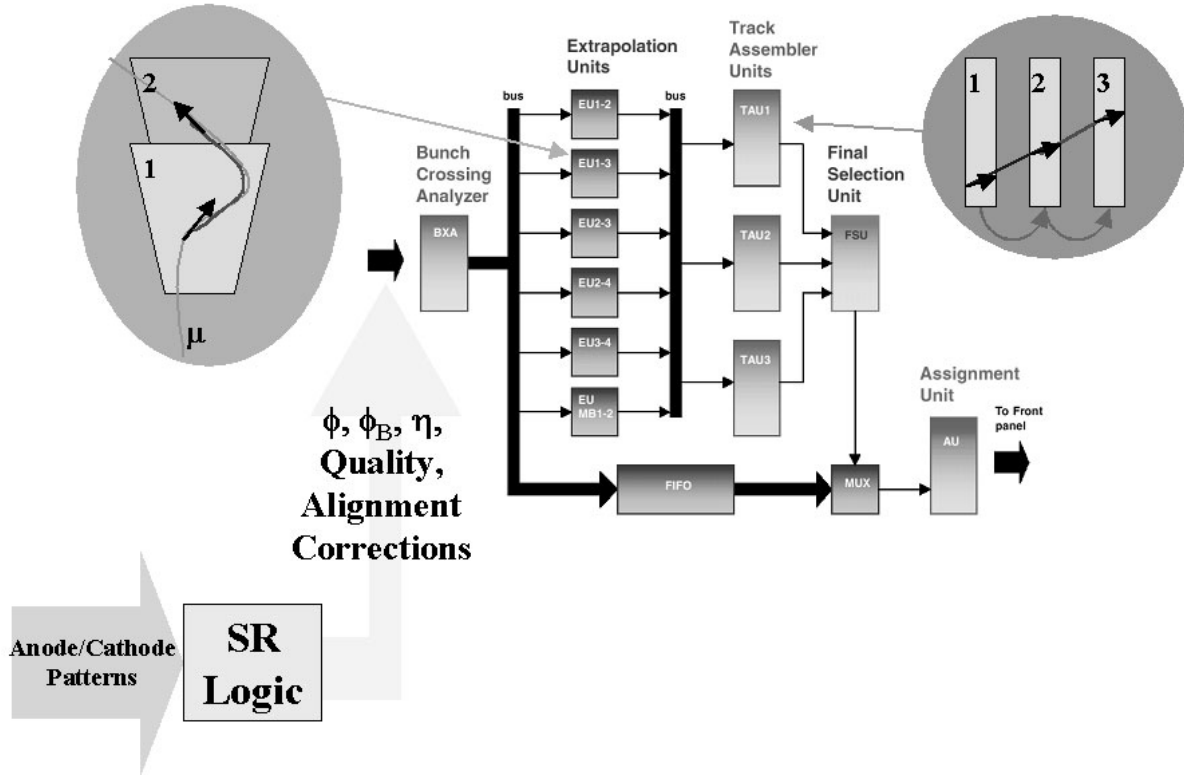 2
1
μ
Bunch
Crossing
Analyzer
BXA
bus
Extrapolation
Units
EU1-2
EU1-3
EU2-3
EU2-4
EU3-4
EU
MB1-2
bus
Track
Assembler
Units
TAU1
TAU2
TAU3
Final
Selection
Unit
FSU
1 2 3
Assignment
Unit
AU
To Front
panel
FIFO
MUX
ϕ, ϕB, η,
Quality,
Alignment
Corrections
Anode/Cathode
Patterns
SR
Logic